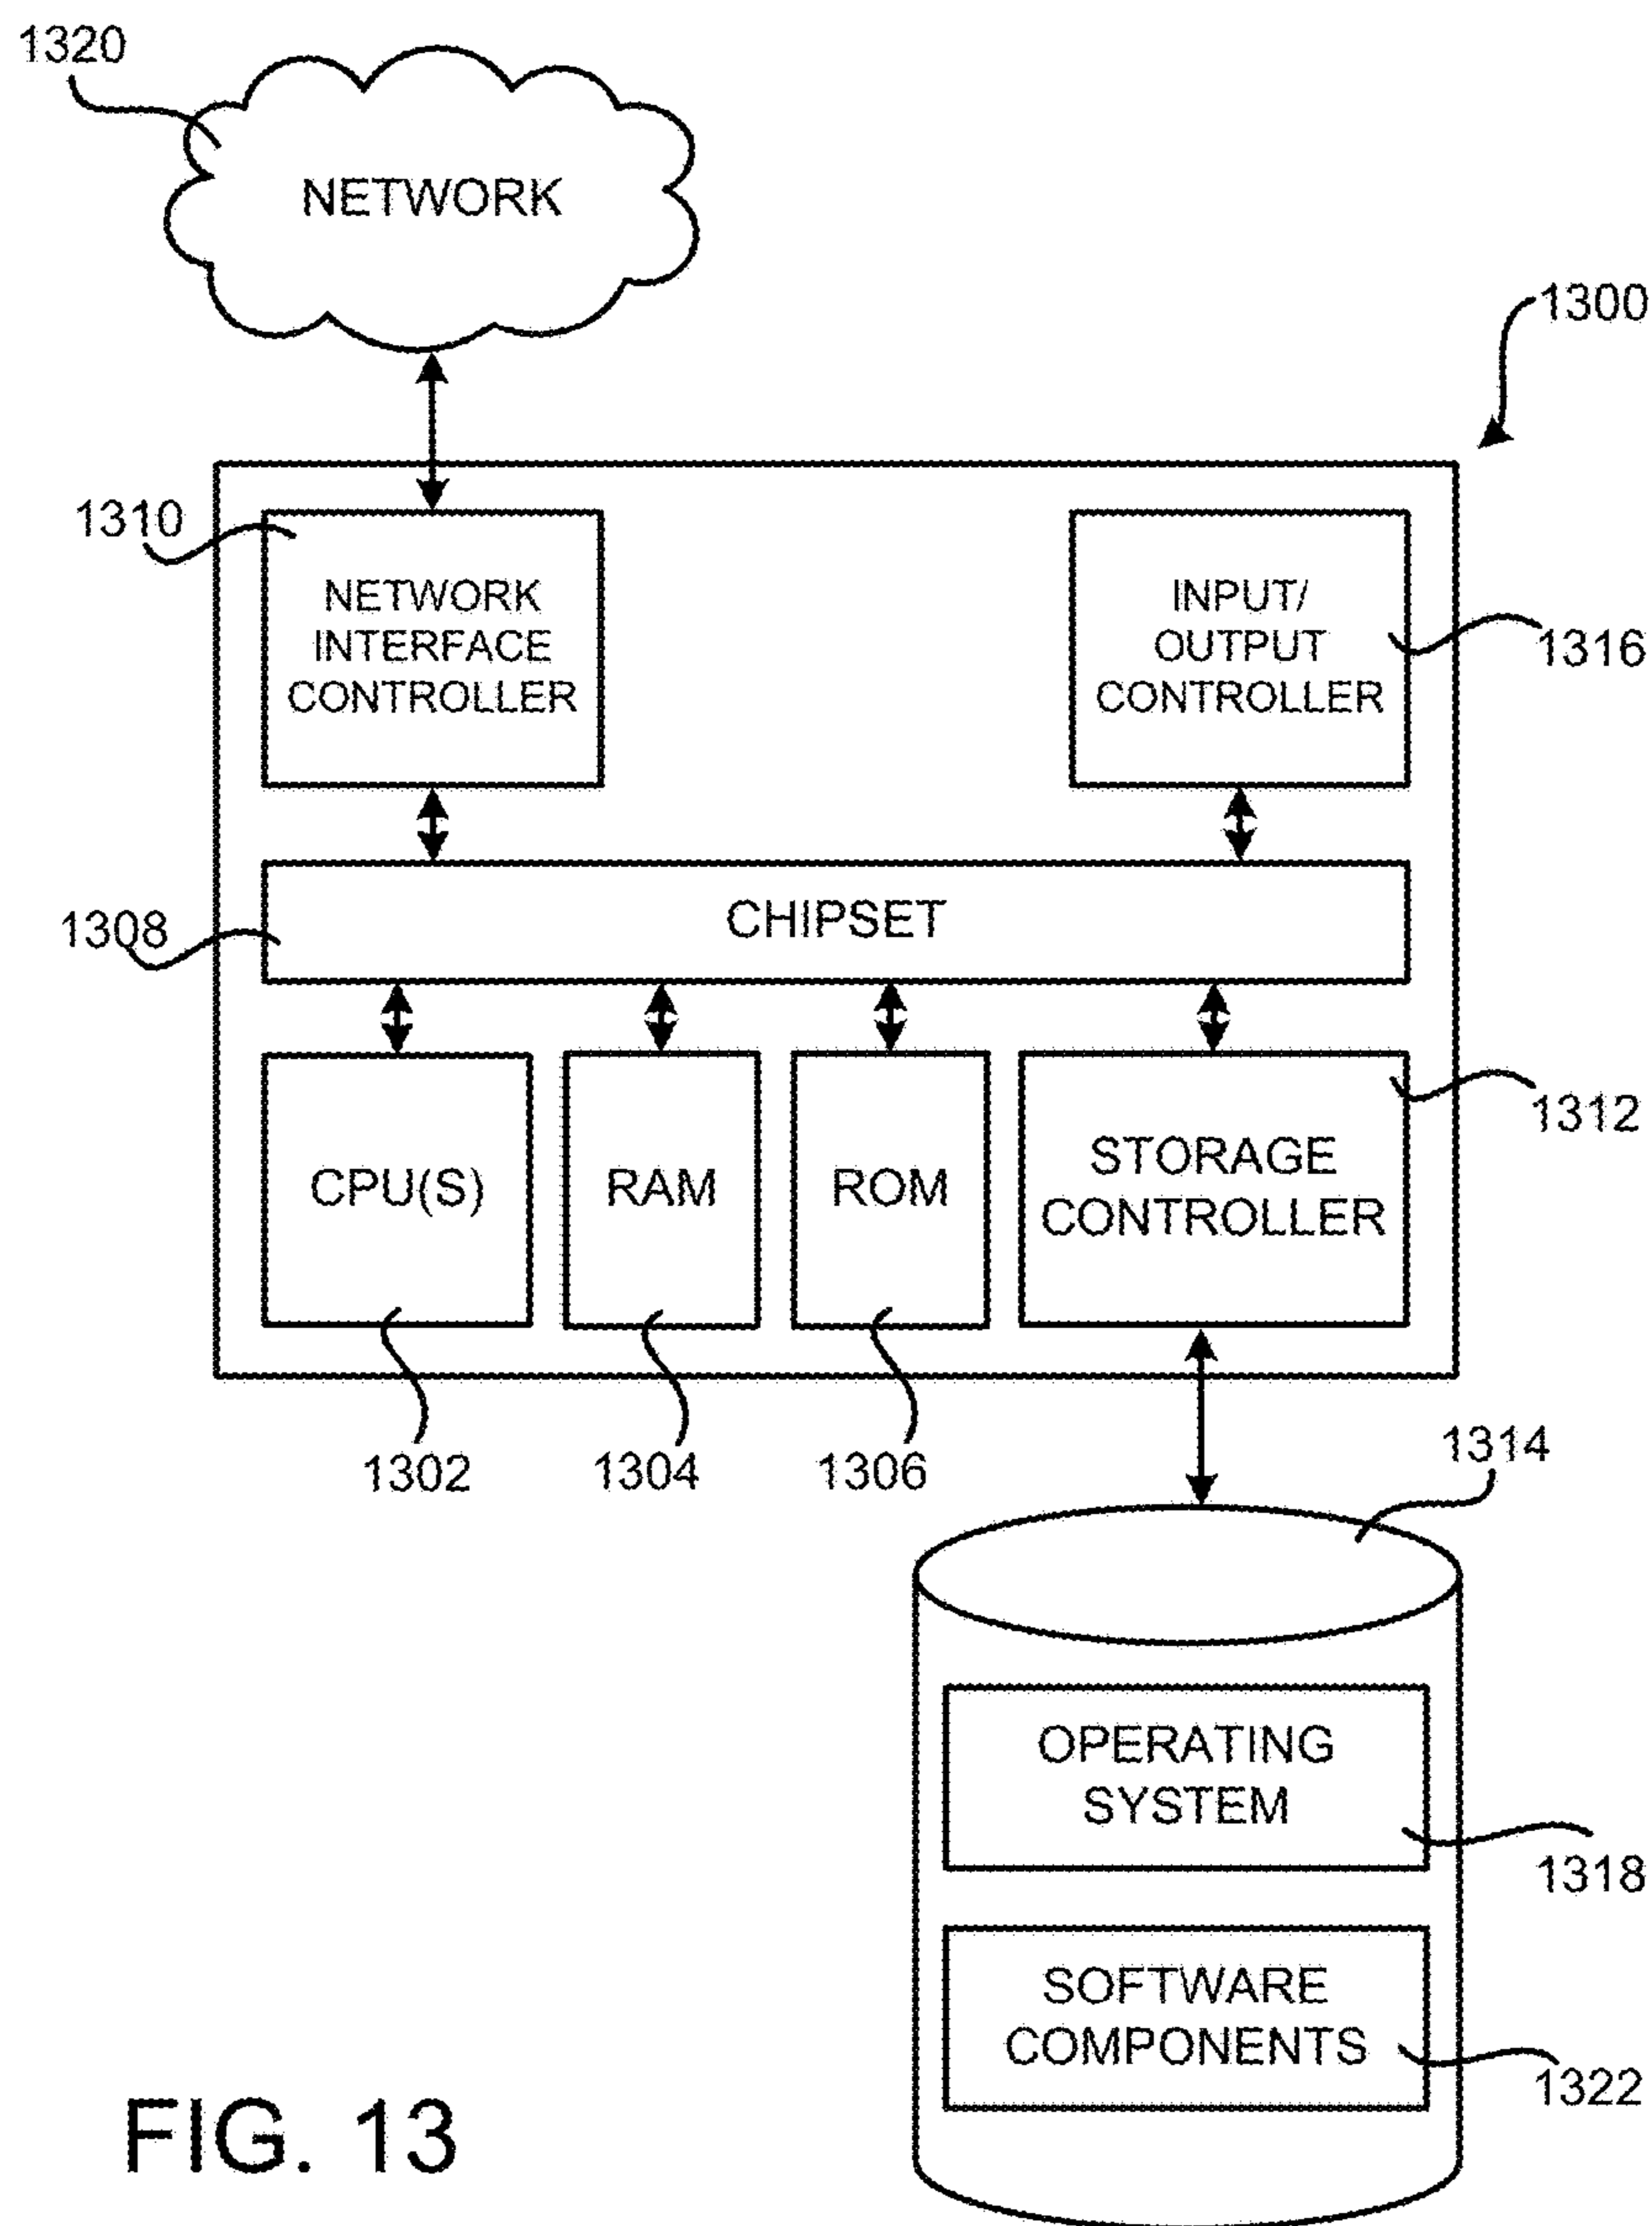 1320
NETWORK
1300
1310
NETWORK
INTERFACE
CONTROLLER
INPUT/
OUTPUT
CONTROLLER
1316
1308
CHIPSET
CPU(S)
RAM
ROM
STORAGE
CONTROLLER
1312
1302
1304
1306
1314
OPERATING
SYSTEM
1318
SOFTWARE
COMPONENTS
1322
FIG. 13